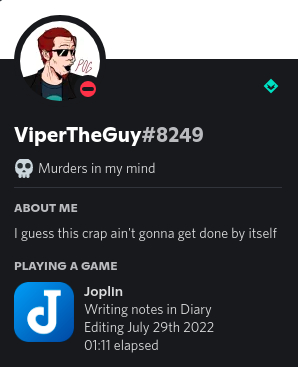 POG
ViperTheGuy#8249
💀 Murders in my mind
ABOUT ME
I guess this crap ain't gonna get done by itself
PLAYING A GAME
J
Joplin
Writing notes in Diary
Editing July 29th 2022
01:11 elapsed